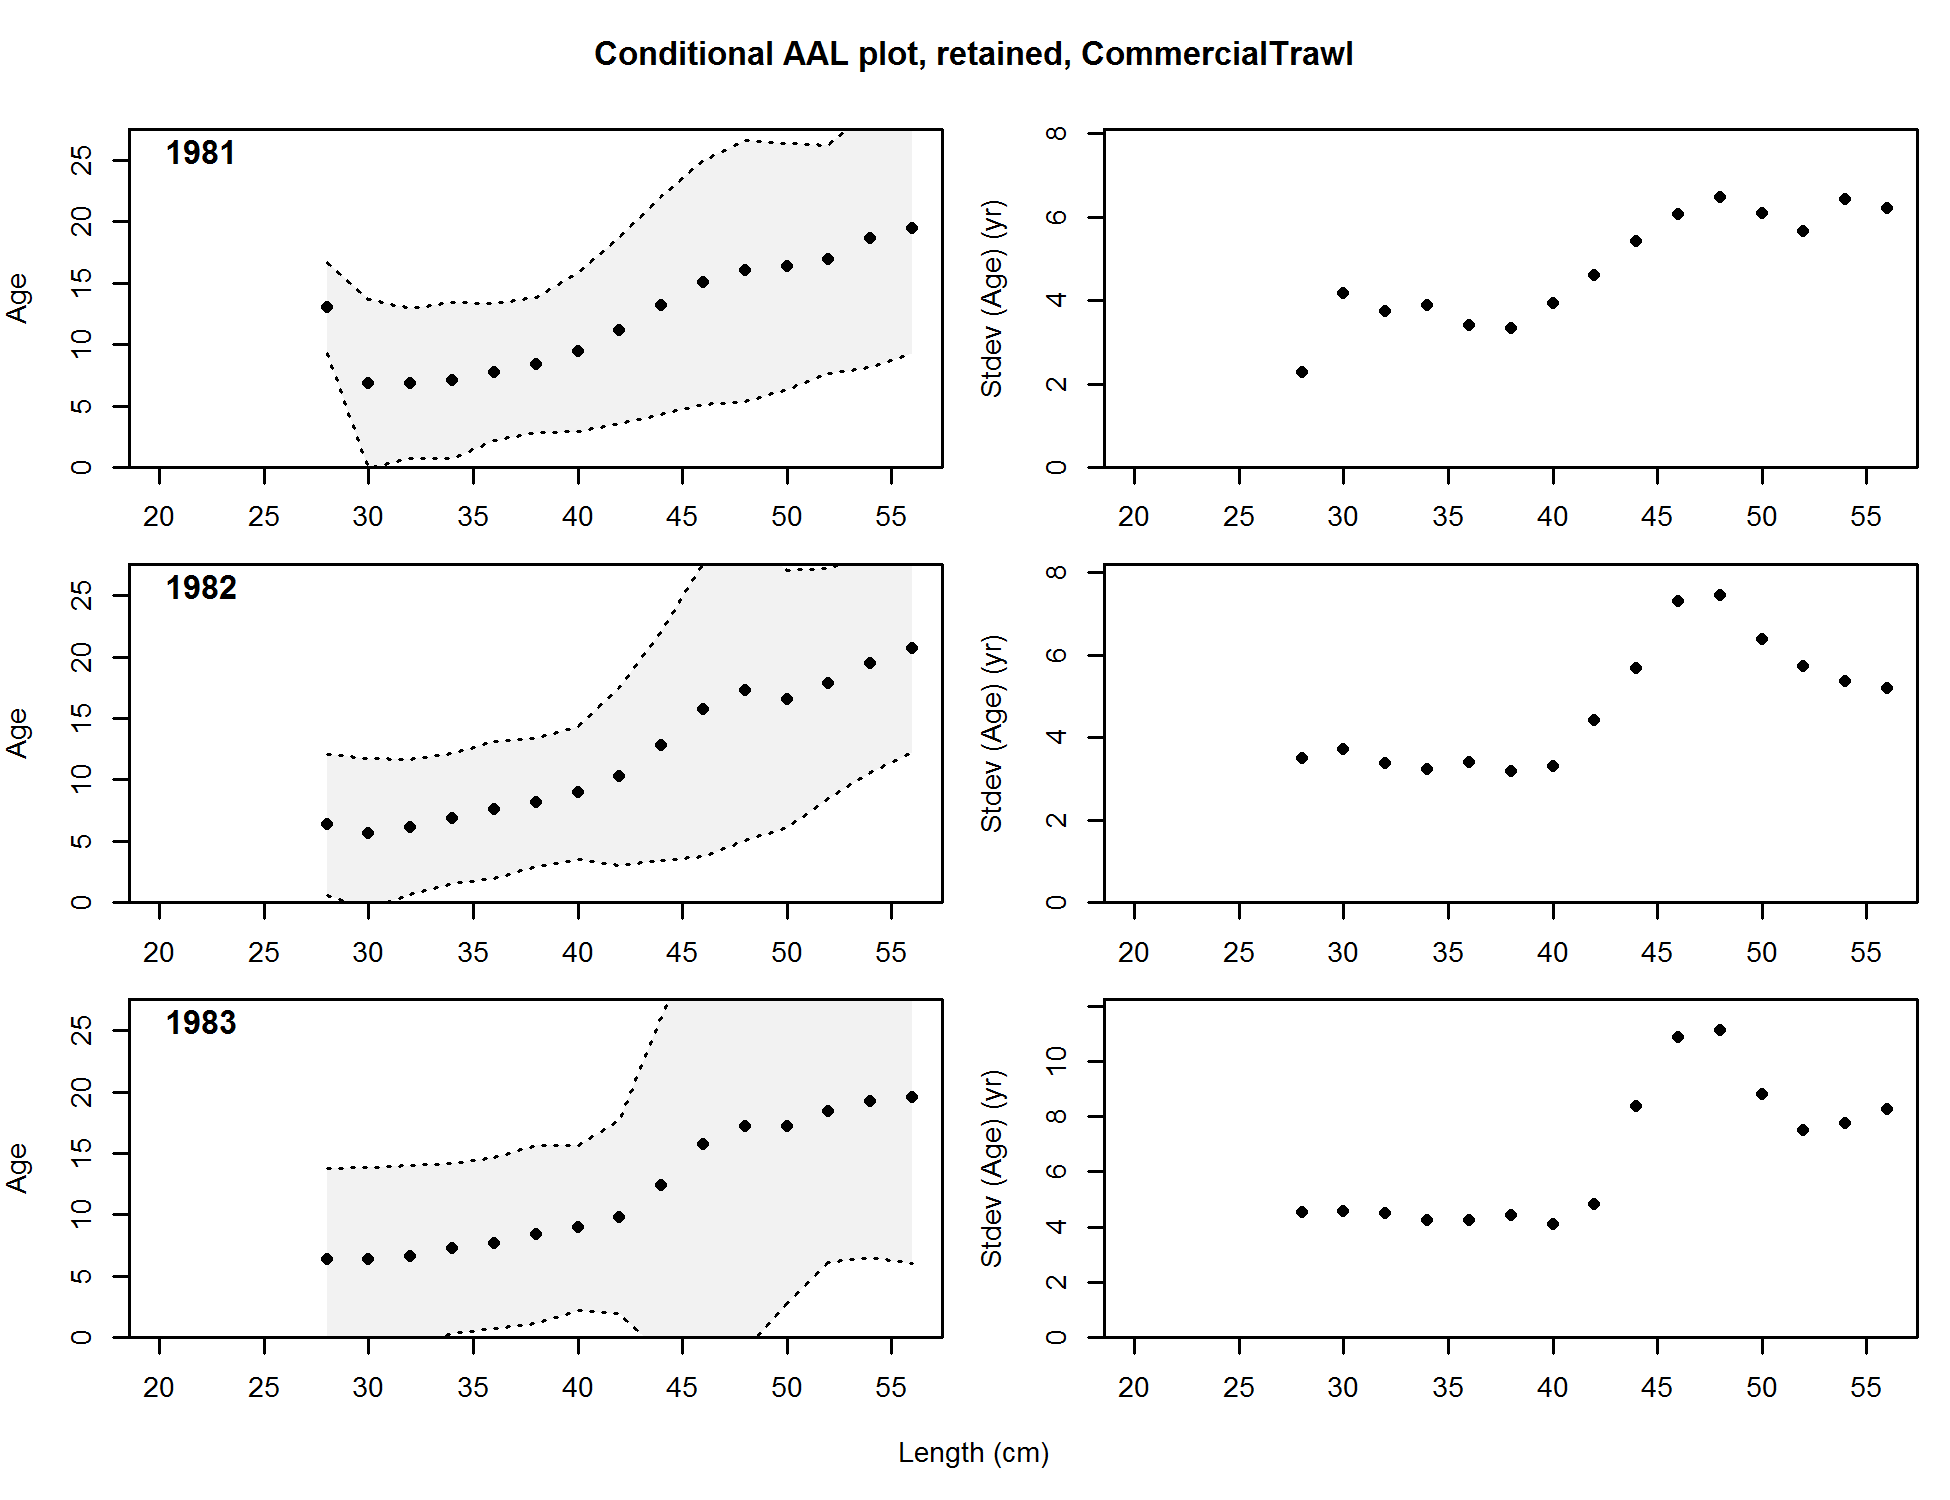 Conditional AAL plot, retained, CommercialTrawl
1981
Age
0 5 10 15 20 25
20 25 30 35 40 45 50 55
Stdev (Age) (yr)
0 2 4 6 8
20 25 30 35 40 45 50 55
1982
Age
0 5 10 15 20 25
20 25 30 35 40 45 50 55
Stdev (Age) (yr)
0 2 4 6 8
20 25 30 35 40 45 50 55
1983
Age
0 5 10 15 20 25
20 25 30 35 40 45 50 55
Stdev (Age) (yr)
0 2 4 6 8 10
20 25 30 35 40 45 50 55
Length (cm)